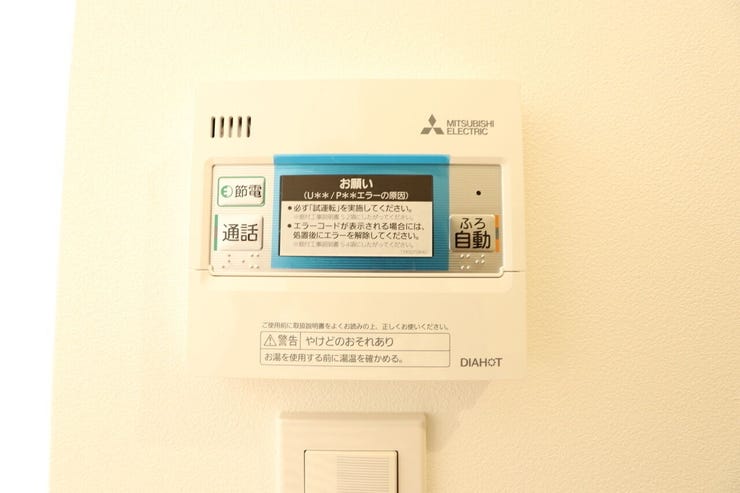 MITSUBISHI
ELECTRIC
節電
お願い
(U**/P**エラーの原因)
通話
●必ず「試運転」を実施してください。
●エラーコードが表示される場合には、
処置後にエラーを解除してください。
ふろ
自動
ご使用前に取扱説明書をよくお読みの上、正しくお使いください。
警告 やけどのおそれあり
お湯を使用する前に湯温を確かめる。
DIAHOT